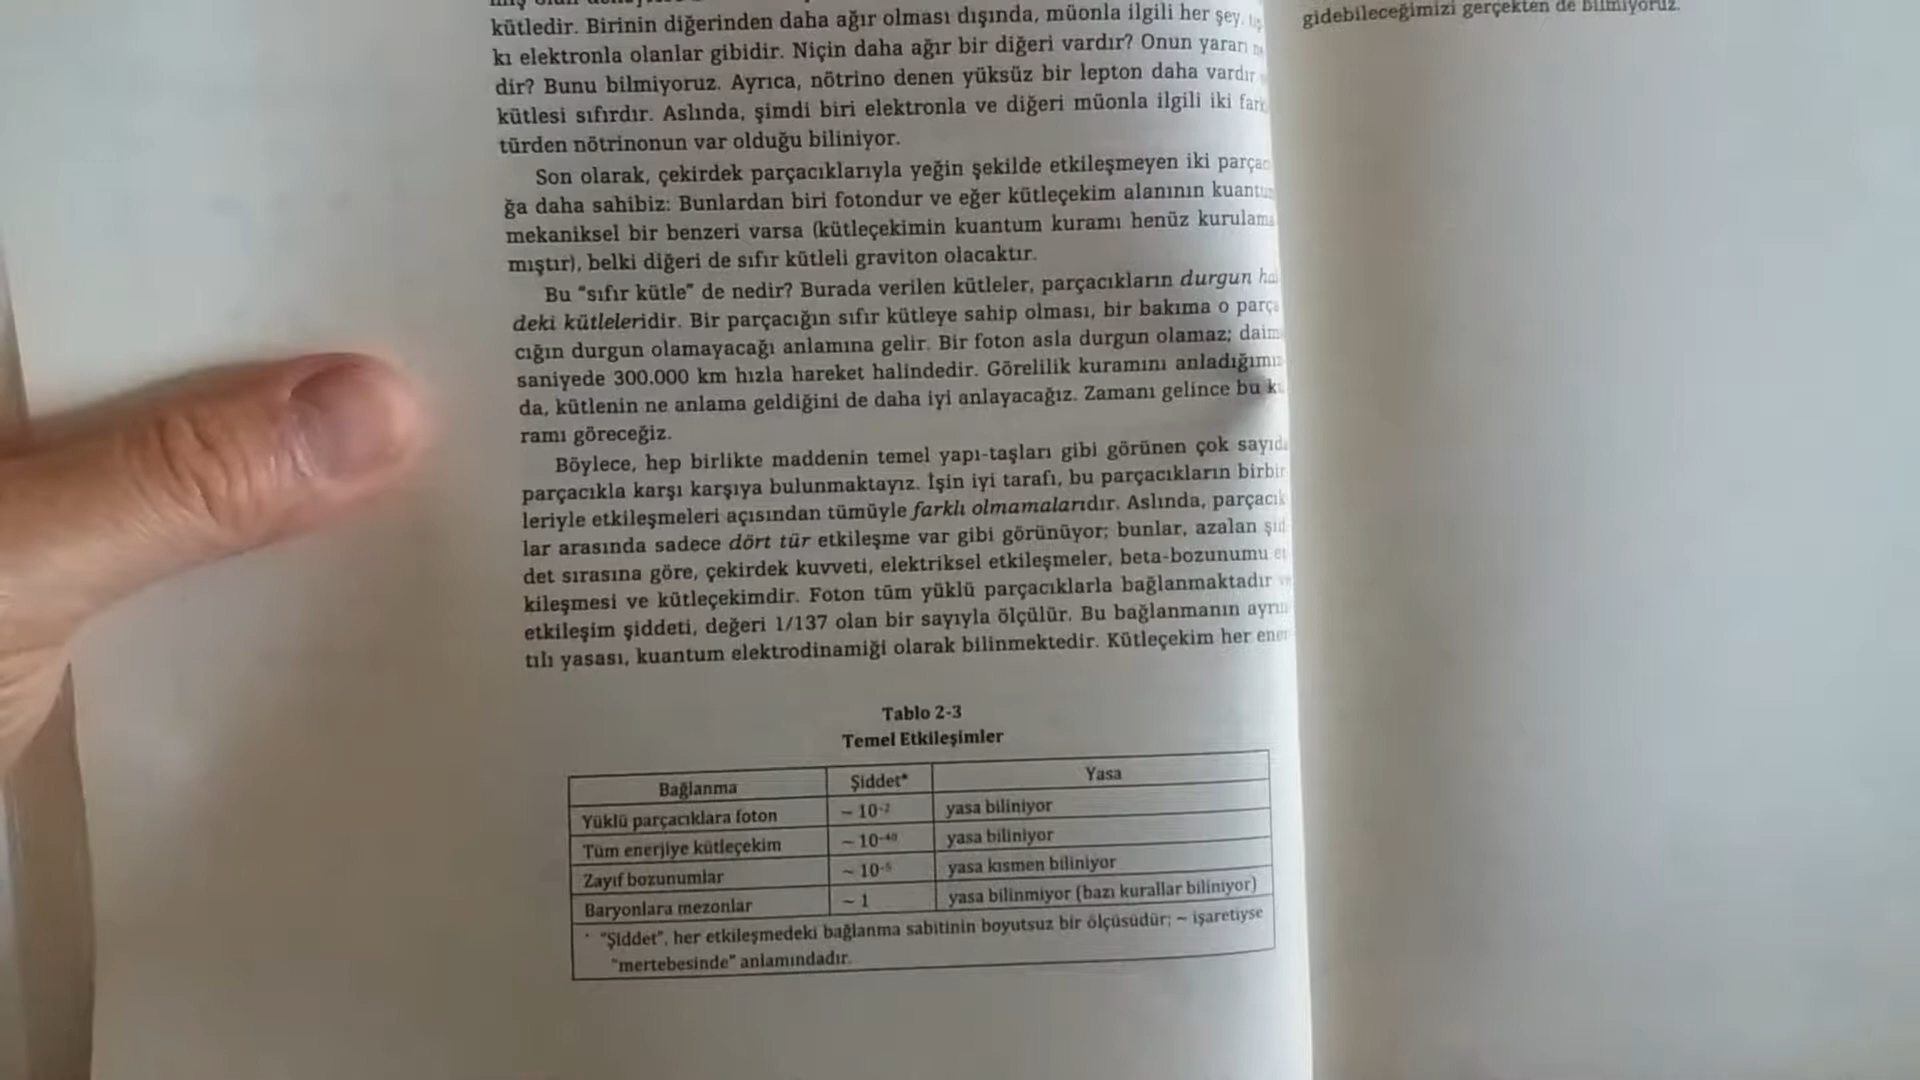 kütledir. Birinin diğerinden daha ağır olması dışında, müonla ilgili her şey,
kı elektronla olanlar gibidir. Niçin daha ağır bir diğeri vardır? Onun yararı
dir? Bunu bilmiyoruz. Ayrıca, nötrino denen yüksüz bir lepton daha vardır
kütlesi sıfırdır. Aslında, şimdi biri elektronla ve diğeri müonla ilgili iki
türden nötrinonun var olduğu biliniyor.
Son olarak, çekirdek parçacıklarıyla yeğin şekilde etkileşmeyen iki parça
ğa daha sahibiz: Bunlardan biri fotondur ve eğer kütleçekim alanının
mekaniksel bir benzeri varsa (kütleçekimin kuantum kuramı henüz kurulama
mıştır), belki diğeri de sıfır kütleli graviton olacaktır.
Bu "sıfır kütle" de nedir? Burada verilen kütleler, parçacıkların durgun
deki kütleleridir. Bir parçacığın sıfır kütleye sahip olması, bir bakıma o parça
cığın durgun olamayacağı anlamına gelir. Bir foton asla durgun olamaz; daim
saniyede 300.000 km hızla hareket halindedir. Görelilik kuramını anladığımız
da, kütlenin ne anlama geldiğini de daha iyi anlayacağız. Zamanı gelince bu
ramı göreceğiz.
Böylece, hep birlikte maddenin temel yapı-taşları gibi görünen çok sayıda
parçacıkla karşı karşıya bulunmaktayız. İşin iyi tarafı, bu parçacıkların birbir
leriyle etkileşmeleri açısından tümüyle farklı olmamalarıdır. Aslında, parçacık
lar arasında sadece dört tür etkileşme var gibi görünüyor; bunlar, azalan şid
det sırasına göre, çekirdek kuvveti, elektriksel etkileşmeler, beta-bozunumu et
kileşmesi ve kütleçekimdir. Foton tüm yüklü parçacıklarla bağlanmaktadır
etkileşim şiddeti, değeri 1/137 olan bir sayıyla ölçülür. Bu bağlanmanın ayrın
tılı yasası, kuantum elektrodinamiği olarak bilinmektedir. Kütleçekim her ener
Tablo 2-3
Temel Etkileşimler
Bağlanma Şiddet* Yasa
Yüklü parçacıklara foton ~ 10⁻² yasa biliniyor
Tüm enerjiye kütleçekim ~ 10⁻⁴⁰ yasa biliniyor
Zayıf bozunumlar ~ 10⁻⁵ yasa kısmen biliniyor
Baryonlara mezonlar ~ 1 yasa bilinmiyor (bazı kurallar biliniyor)
* "Şiddet", her etkileşmedeki bağlanma sabitinin boyutsuz bir ölçüsüdür; ~ işaretiyse
"mertebesinde" anlamındadır.
gidebileceğimizi gerçekten de bilmiyoruz.